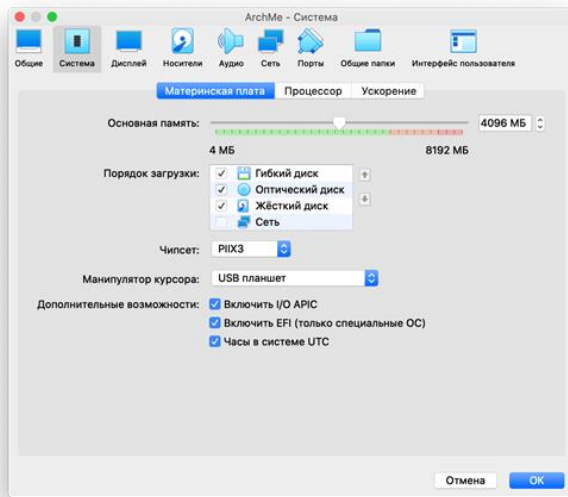 ArchMe - Система
Общие Система Дисплей Носители Аудио Сеть Порты Общие папки Интерфейс пользователя
Материнская плата Процессор Ускорение
Основная память: 4096 МБ
4 МБ 8192 МБ
Порядок загрузки: Гибкий диск
Оптический диск
Жёсткий диск
Сеть
Чипсет: PIIX3
Манипулятор курсора: USB планшет
Дополнительные возможности: Включить I/O APIC
Включить EFI (только специальные ОС)
Часы в системе UTC
Отмена OK